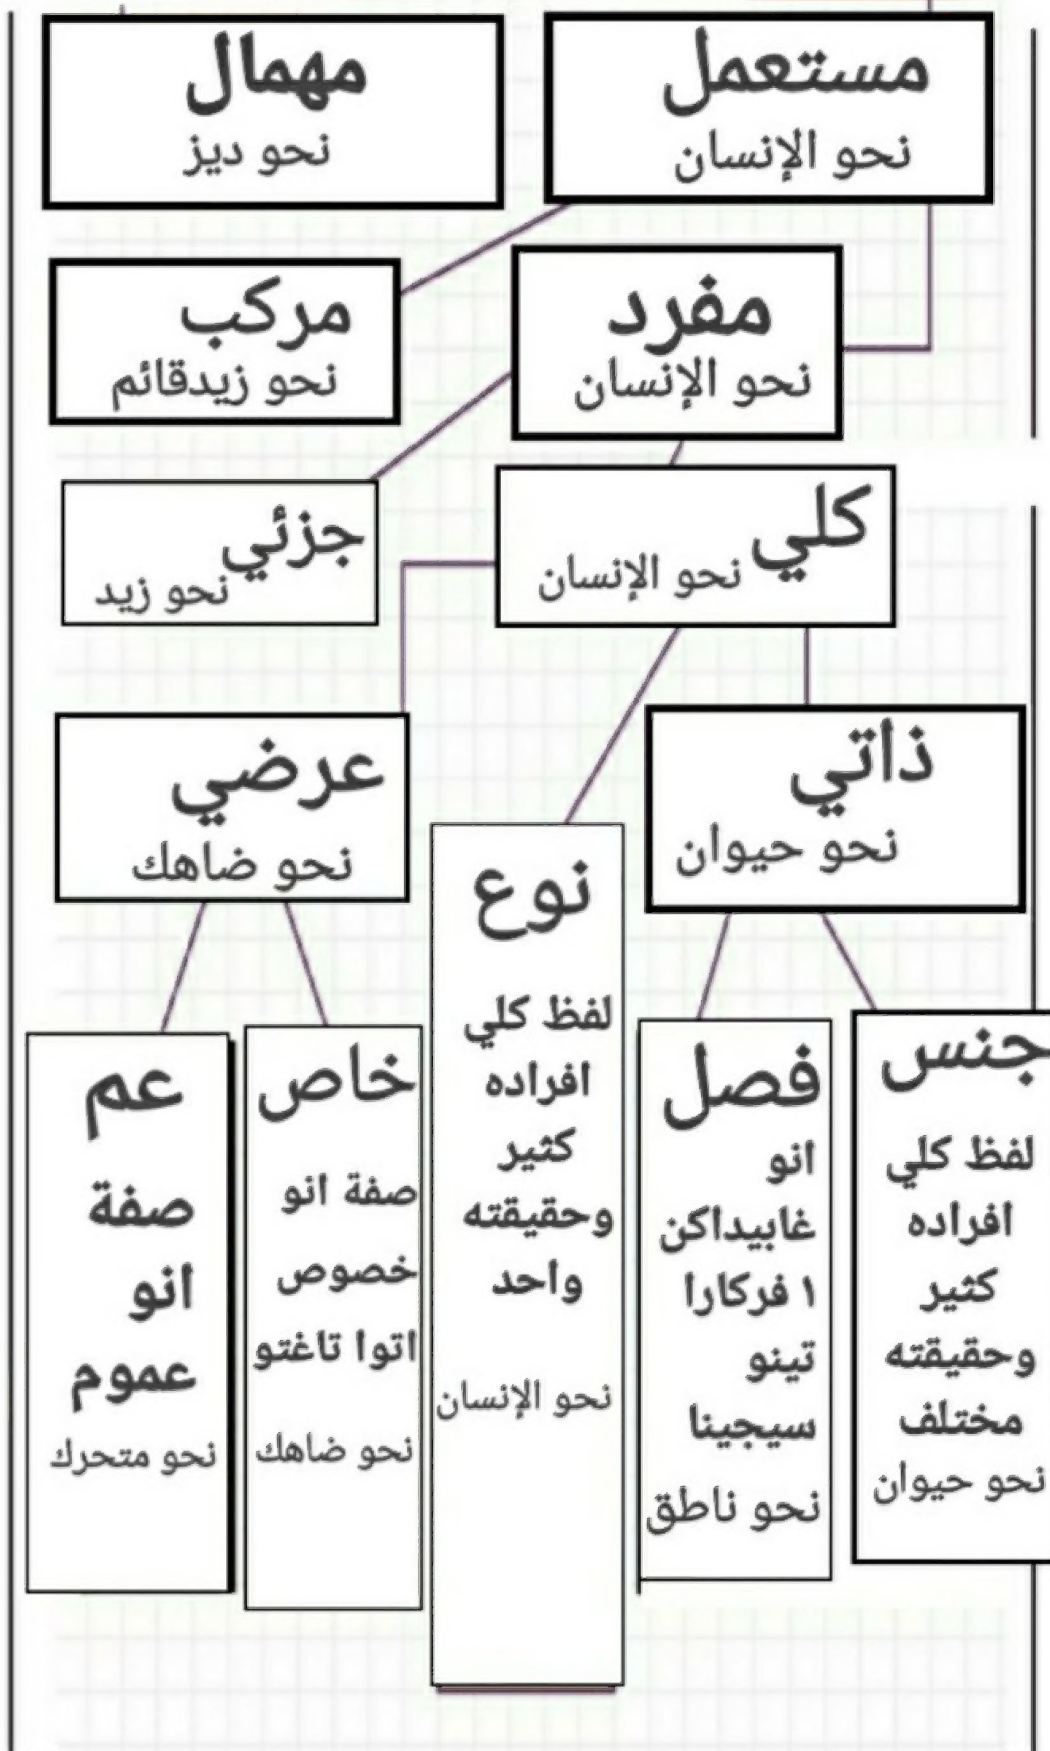 مستعمل
نحو الإنسان
مهمال
نحو ديز
مفرد
نحو الإنسان
مركب
نحو زيدقائم
كلي
نحو الإنسان
جزئي
نحو زيد
ذاتي
نحو حيوان
عرضي
نحو ضاهك
جنس
لفظ كلي
افراده
كثير
وحقيقته
مختلف
نحو حيوان
فصل
انو
غابيداكن
١ فركارا
تينو
سيجينا
نحو ناطق
نوع
لفظ كلي
افراده
كثير
وحقيقته
واحد
نحو الإنسان
خاص
صفة انو
خصوص
اتوا تاغتو
نحو ضاهك
عم
صفة
انو
عموم
نحو متحرك